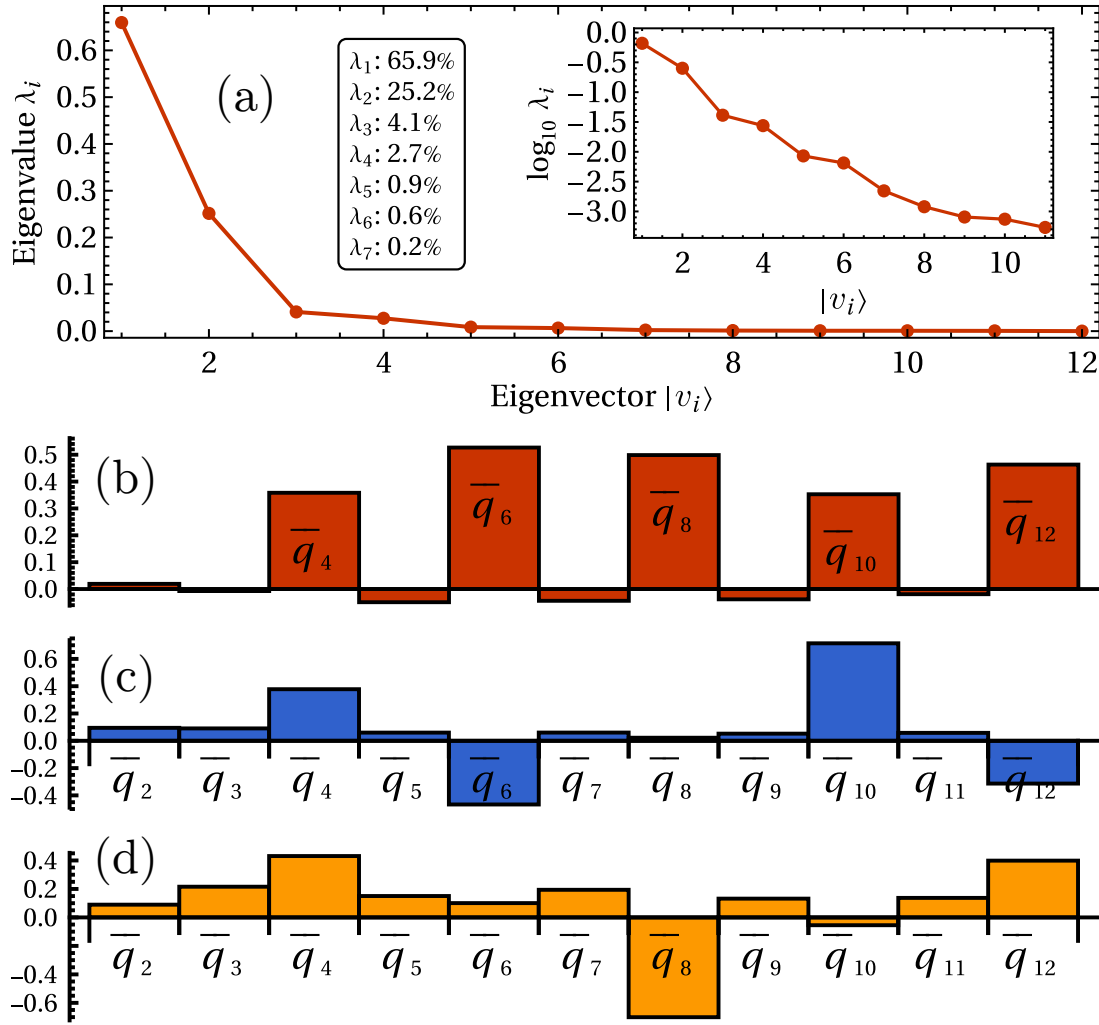 (a)
Eigenvalue λᵢ
0.6
0.5
0.4
0.3
0.2
0.1
0.0
λ₁: 65.9%
λ₂: 25.2%
λ₃: 4.1%
λ₄: 2.7%
λ₅: 0.9%
λ₆: 0.6%
λ₇: 0.2%
log₁₀ λᵢ
0.0
−0.5
−1.0
−1.5
−2.0
−2.5
−3.0
2 4 6 8 10
|vᵢ⟩
2 4 6 8 10 12
Eigenvector |vᵢ⟩
(b)
0.5
0.4
0.3
0.2
0.1
0.0
q̅₄ q̅₆ q̅₈ q̅₁₀ q̅₁₂
(c)
0.6
0.4
0.2
0.0
−0.2
−0.4
q̅₂ q̅₃ q̅₄ q̅₅ q̅₆ q̅₇ q̅₈ q̅₉ q̅₁₀ q̅₁₁ q̅₁₂
(d)
0.4
0.2
0.0
−0.4
−0.6
q̅₂ q̅₃ q̅₄ q̅₅ q̅₆ q̅₇ q̅₈ q̅₉ q̅₁₀ q̅₁₁ q̅₁₂